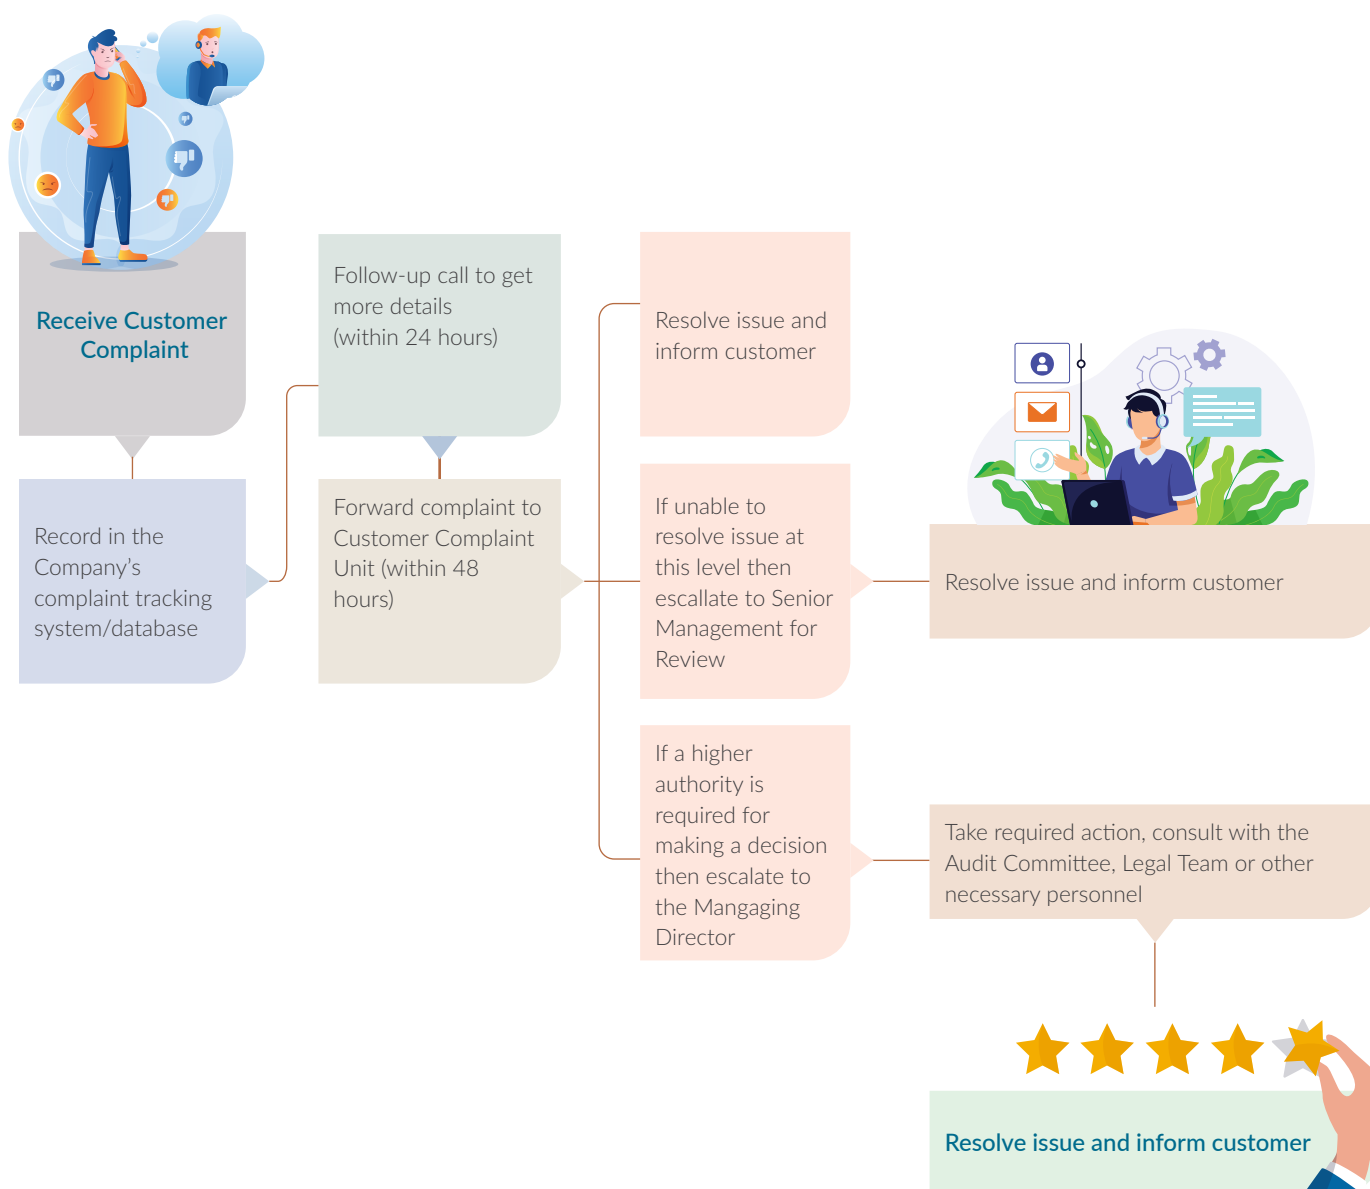 Receive Customer
Complaint
Record in the
Company's
complaint tracking
system/database
Follow-up call to get
more details
(within 24 hours)
Forward complaint to
Customer Complaint
Unit (within 48
hours)
Resolve issue and
inform customer
If unable to
resolve issue at
this level then
escallate to Senior
Management for
Review
If a higher
authority is
required for
making a decision
then escalate to
the Mangaging
Director
Resolve issue and inform customer
Take required action, consult with the
Audit Committee, Legal Team or other
necessary personnel
Resolve issue and inform customer